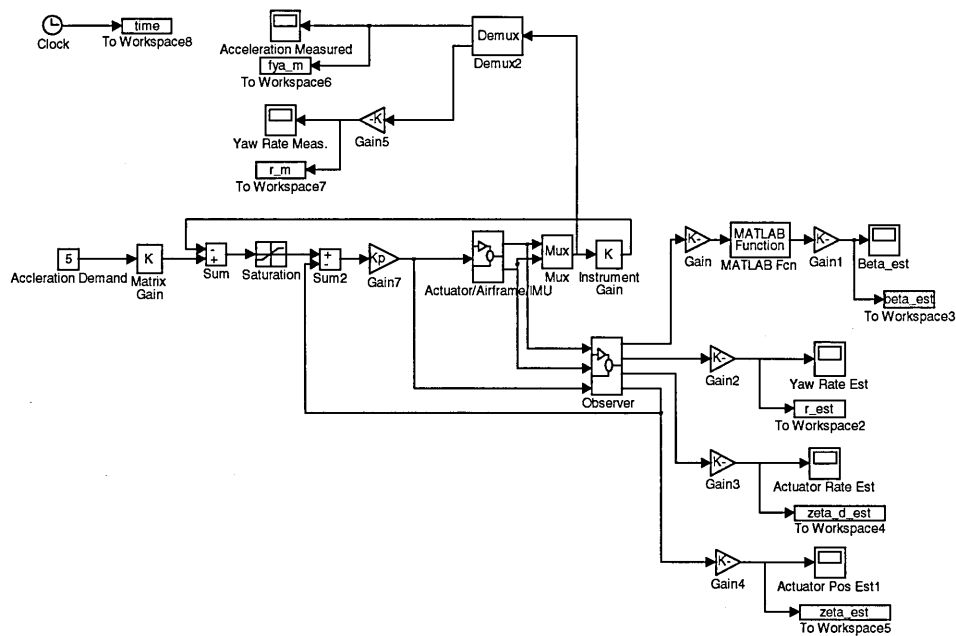 time
Clock
To Workspace8
Acceleration Measured
Demux
Demux2
fya_m
To Workspace6
Yaw Rate Meas.
-K
Gain5
r_m
To Workspace7
5
Accleration Demand
K
Matrix
Gain
-
+
Sum
Saturation
+
-
Sum2
Kp
Gain7
Actuator/Airframe/IMU
Mux
Mux
K
Instrument
Gain
K-
Gain
MATLAB
Function
MATLAB Fcn
K-
Gain1
Beta_est
beta_est
To Workspace3
Observer
K-
Gain2
Yaw Rate Est
r_est
To Workspace2
K-
Gain3
Actuator Rate Est
zeta_d_est
To Workspace4
K-
Gain4
Actuator Pos Est1
zeta_est
To Workspace5